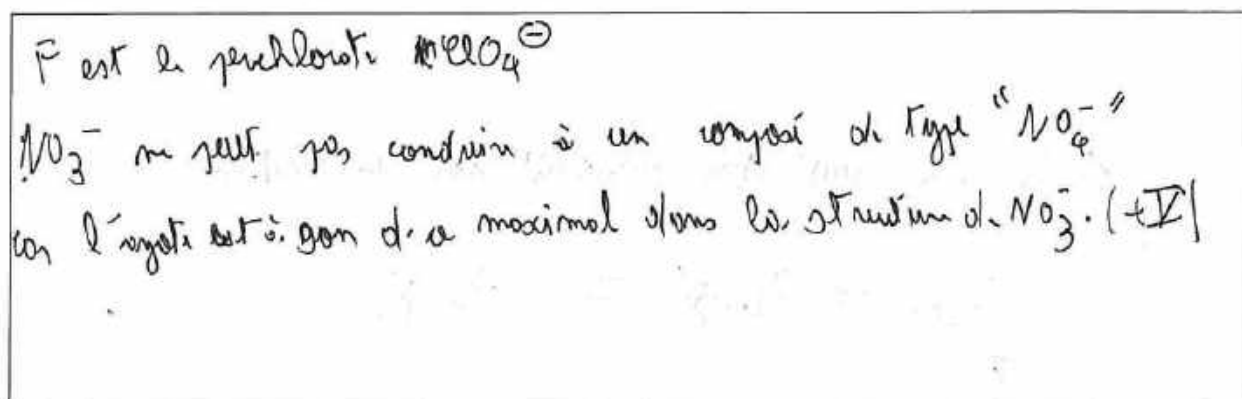 F est le perchlorate ClO₄⁻
NO₃⁻ ne peut pas conduire à un composé de type "NO₄⁻"
car l'azote est à son d.o maximal dans la structure de NO₃⁻. (+V)